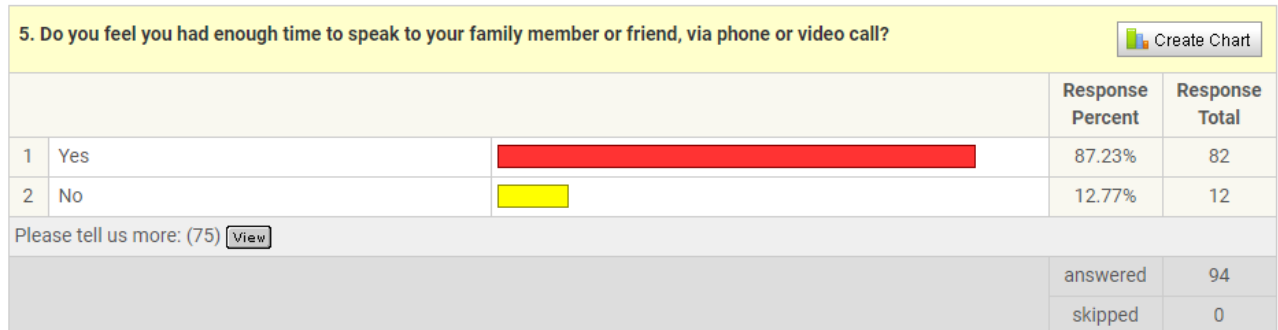 5. Do you feel you had enough time to speak to your family member or friend, via phone or video call?
Create Chart
Response Percent
Response Total
1 Yes 87.23% 82
2 No 12.77% 12
Please tell us more: (75) View
answered 94
skipped 0